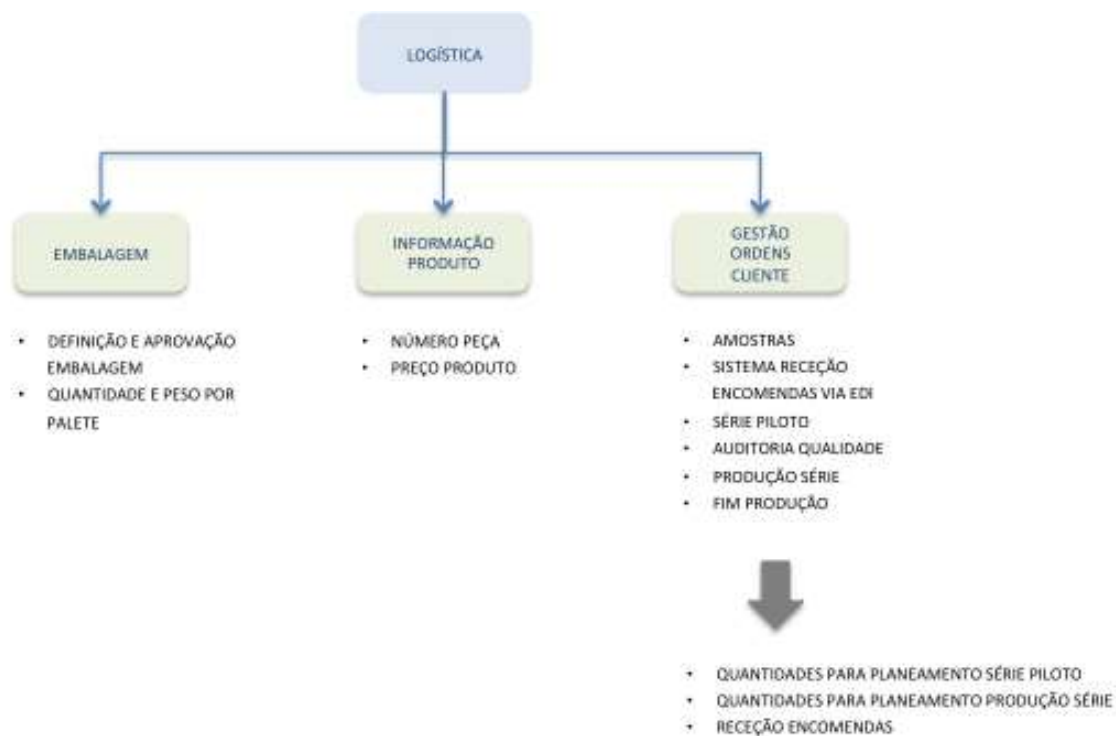 LOGÍSTICA
EMBALAGEM
INFORMAÇÃO
PRODUTO
GESTÃO
ORDENS
CLIENTE
• DEFINIÇÃO E APROVAÇÃO
EMBALAGEM
• QUANTIDADE E PESO POR
PALETE
• NÚMERO PEÇA
• PREÇO PRODUTO
• AMOSTRAS
• SISTEMA RECEÇÃO
ENCOMENDAS VIA EDI
• SÉRIE PILOTO
• AUDITORIA QUALIDADE
• PRODUÇÃO SÉRIE
• FIM PRODUÇÃO
• QUANTIDADES PARA PLANEAMENTO SÉRIE PILOTO
• QUANTIDADES PARA PLANEAMENTO PRODUÇÃO SÉRIE
• RECEÇÃO ENCOMENDAS